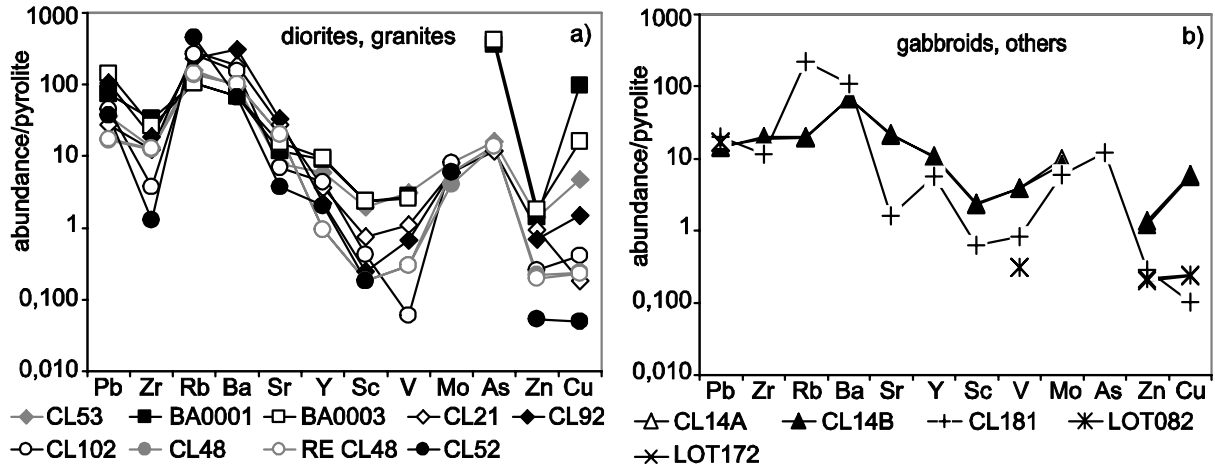 diorites, granites a)
abundance/pyrolite
1000
100
10
1
0,100
0,010
Pb Zr Rb Ba Sr Y Sc V Mo As Zn Cu
CL53 BA0001 BA0003 CL21 CL92
CL102 CL48 RE CL48 CL52
gabbroids, others b)
abundance/pyrolite
1000
100
10
1
0,100
0,010
Pb Zr Rb Ba Sr Y Sc V Mo As Zn Cu
CL14A CL14B CL181 LOT082
LOT172